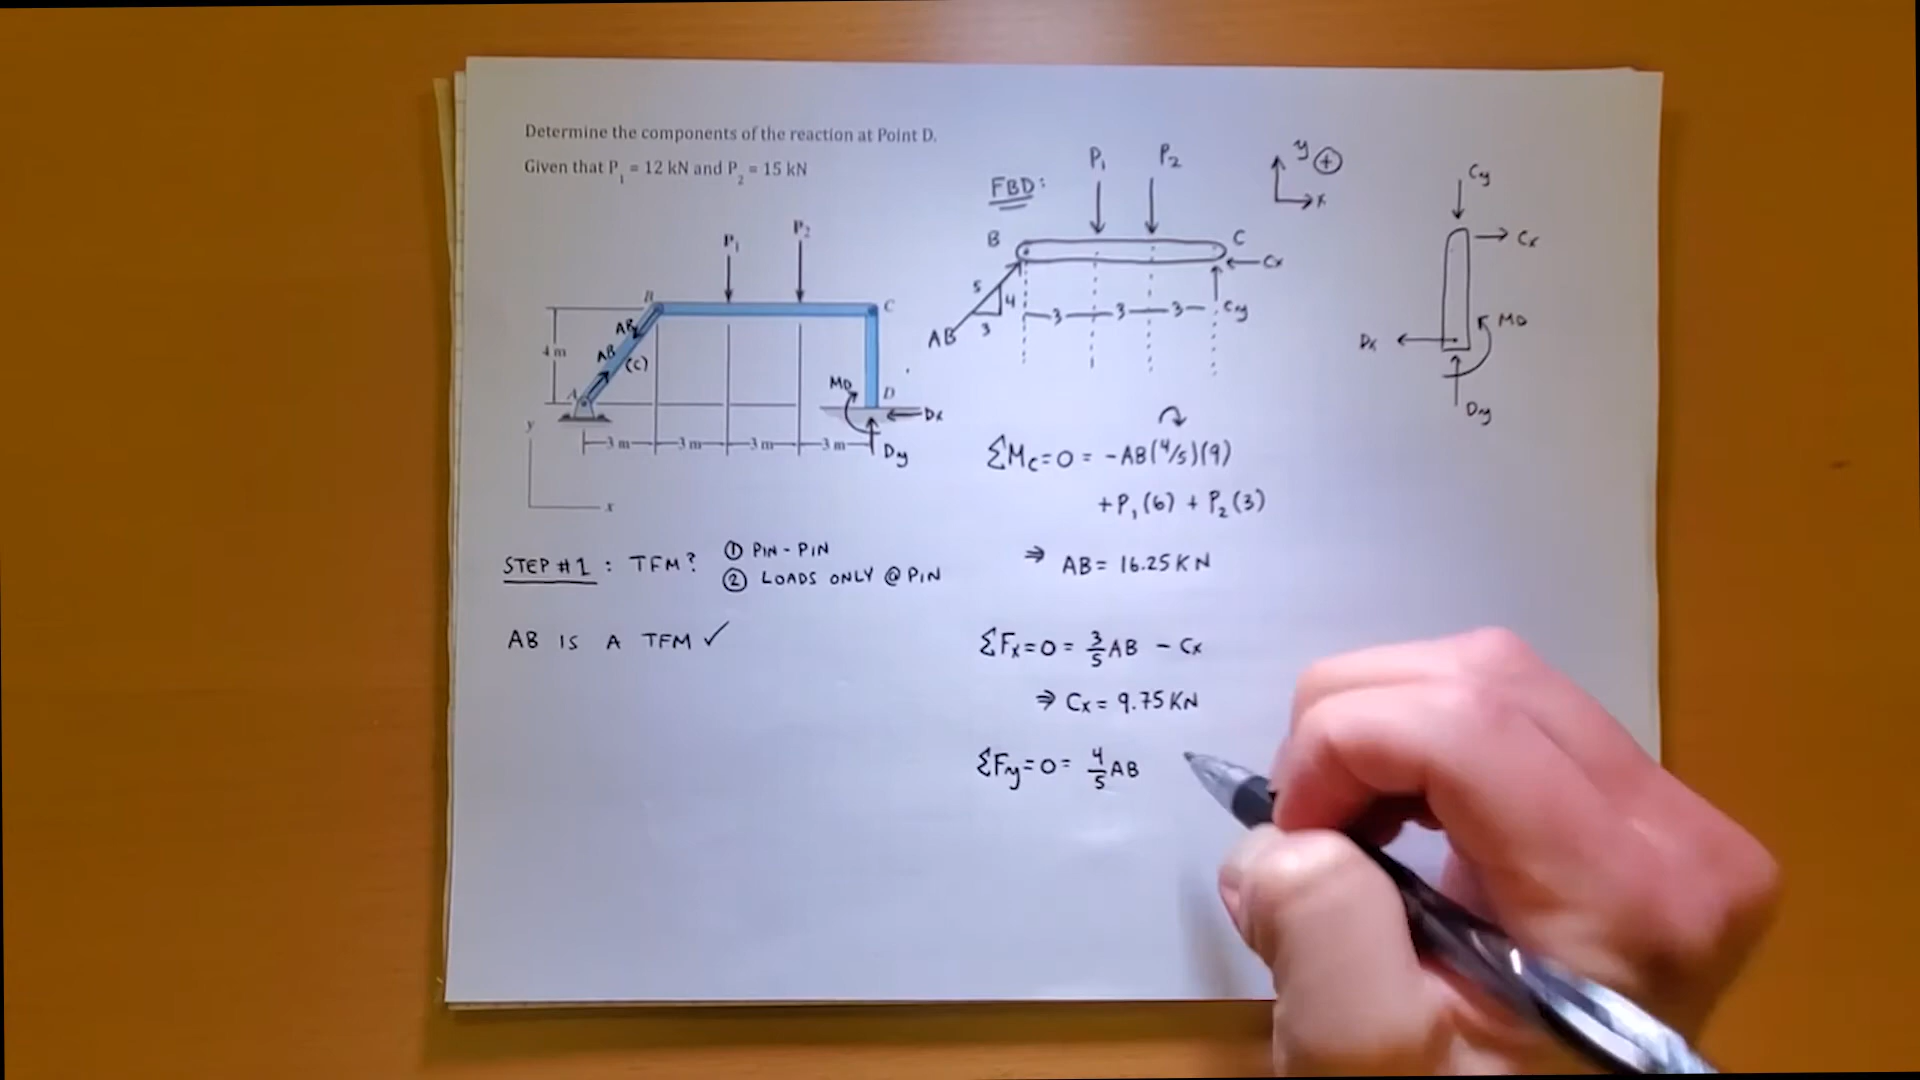 Determine the components of the reaction at Point D.
Given that P₁ = 12 kN and P₂ = 15 kN
P₁
P₂
B
C
AB
AB
(C)
4 m
A
MD
D
Dx
Dy
3 m
3 m
3 m
3 m
y
x
STEP #1 : TFM? ① PIN - PIN
② LOADS ONLY @ PIN
AB IS A TFM ✓
FBD:
P₁
P₂
y
+
x
B
C
Cx
5
4
3
3
3
3
Cy
AB
ΣMc=0 = -AB(4/5)(9)
+P₁(6) + P₂(3)
⇒ AB= 16.25KN
ΣFx=0= 3/5 AB - Cx
⇒ Cx= 9.75KN
ΣFy=0= 4/5 AB
Cy
Cx
MD
Dx
Dy